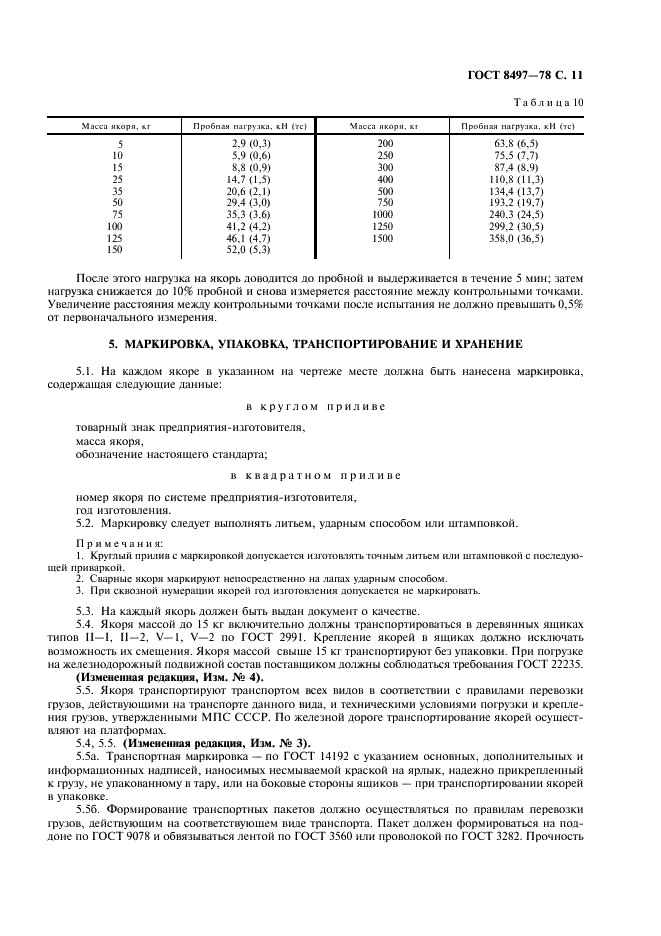 ГОСТ 8497—78 С. 11
Таблица 10
Масса якоря, кг Пробная нагрузка, кН (тс) Масса якоря, кг Пробная нагрузка, кН (тс)
5 2,9 (0,3) 200 63,8 (6,5)
10 5,9 (0,6) 250 75,5 (7,7)
15 8,8 (0,9) 300 87,4 (8,9)
25 14,7 (1,5) 400 110,8 (11,3)
35 20,6 (2,1) 500 134,4 (13,7)
50 29,4 (3,0) 750 193,2 (19,7)
75 35,3 (3,6) 1000 240,3 (24,5)
100 41,2 (4,2) 1250 299,2 (30,5)
125 46,1 (4,7) 1500 358,0 (36,5)
150 52,0 (5,3)
После этого нагрузка на якорь доводится до пробной и выдерживается в течение 5 мин; затем
нагрузка снижается до 10% пробной и снова измеряется расстояние между контрольными точками.
Увеличение расстояния между контрольными точками после испытания не должно превышать 0,5%
от первоначального измерения.
5. МАРКИРОВКА, УПАКОВКА, ТРАНСПОРТИРОВАНИЕ И ХРАНЕНИЕ
5.1. На каждом якоре в указанном на чертеже месте должна быть нанесена маркировка,
содержащая следующие данные:
в круглом приливе
товарный знак предприятия-изготовителя,
масса якоря,
обозначение настоящего стандарта;
в квадратном приливе
номер якоря по системе предприятия-изготовителя,
год изготовления.
5.2. Маркировку следует выполнять литьем, ударным способом или штамповкой.
Примечания:
1. Круглый прилив с маркировкой допускается изготовлять точным литьем или штамповкой с последую-
щей приваркой.
2. Сварные якоря маркируют непосредственно на лапах ударным способом.
3. При сквозной нумерации якорей год изготовления допускается не маркировать.
5.3. На каждый якорь должен быть выдан документ о качестве.
5.4. Якоря массой до 15 кг включительно должны транспортироваться в деревянных ящиках
типов II—I, II—2, V—1, V—2 по ГОСТ 2991. Крепление якорей в ящиках должно исключать
возможность их смещения. Якоря массой свыше 15 кг транспортируют без упаковки. При погрузке
на железнодорожный подвижной состав поставщиком должны соблюдаться требования ГОСТ 22235.
(Измененная редакция, Изм. № 4).
5.5. Якоря транспортируют транспортом всех видов в соответствии с правилами перевозки
грузов, действующими на транспорте данного вида, и техническими условиями погрузки и крепле-
ния грузов, утвержденными МПС СССР. По железной дороге транспортирование якорей осущест-
вляют на платформах.
5.4, 5.5. (Измененная редакция, Изм. № 3).
5.5а. Транспортная маркировка — по ГОСТ 14192 с указанием основных, дополнительных и
информационных надписей, наносимых несмываемой краской на ярлык, надежно прикрепленный
к грузу, не упакованному в тару, или на боковые стороны ящиков — при транспортировании якорей
в упаковке.
5.5б. Формирование транспортных пакетов должно осуществляться по правилам перевозки
грузов, действующим на соответствующем виде транспорта. Пакет должен формироваться на под-
доне по ГОСТ 9078 и обвязываться лентой по ГОСТ 3560 или проволокой по ГОСТ 3282. Прочность